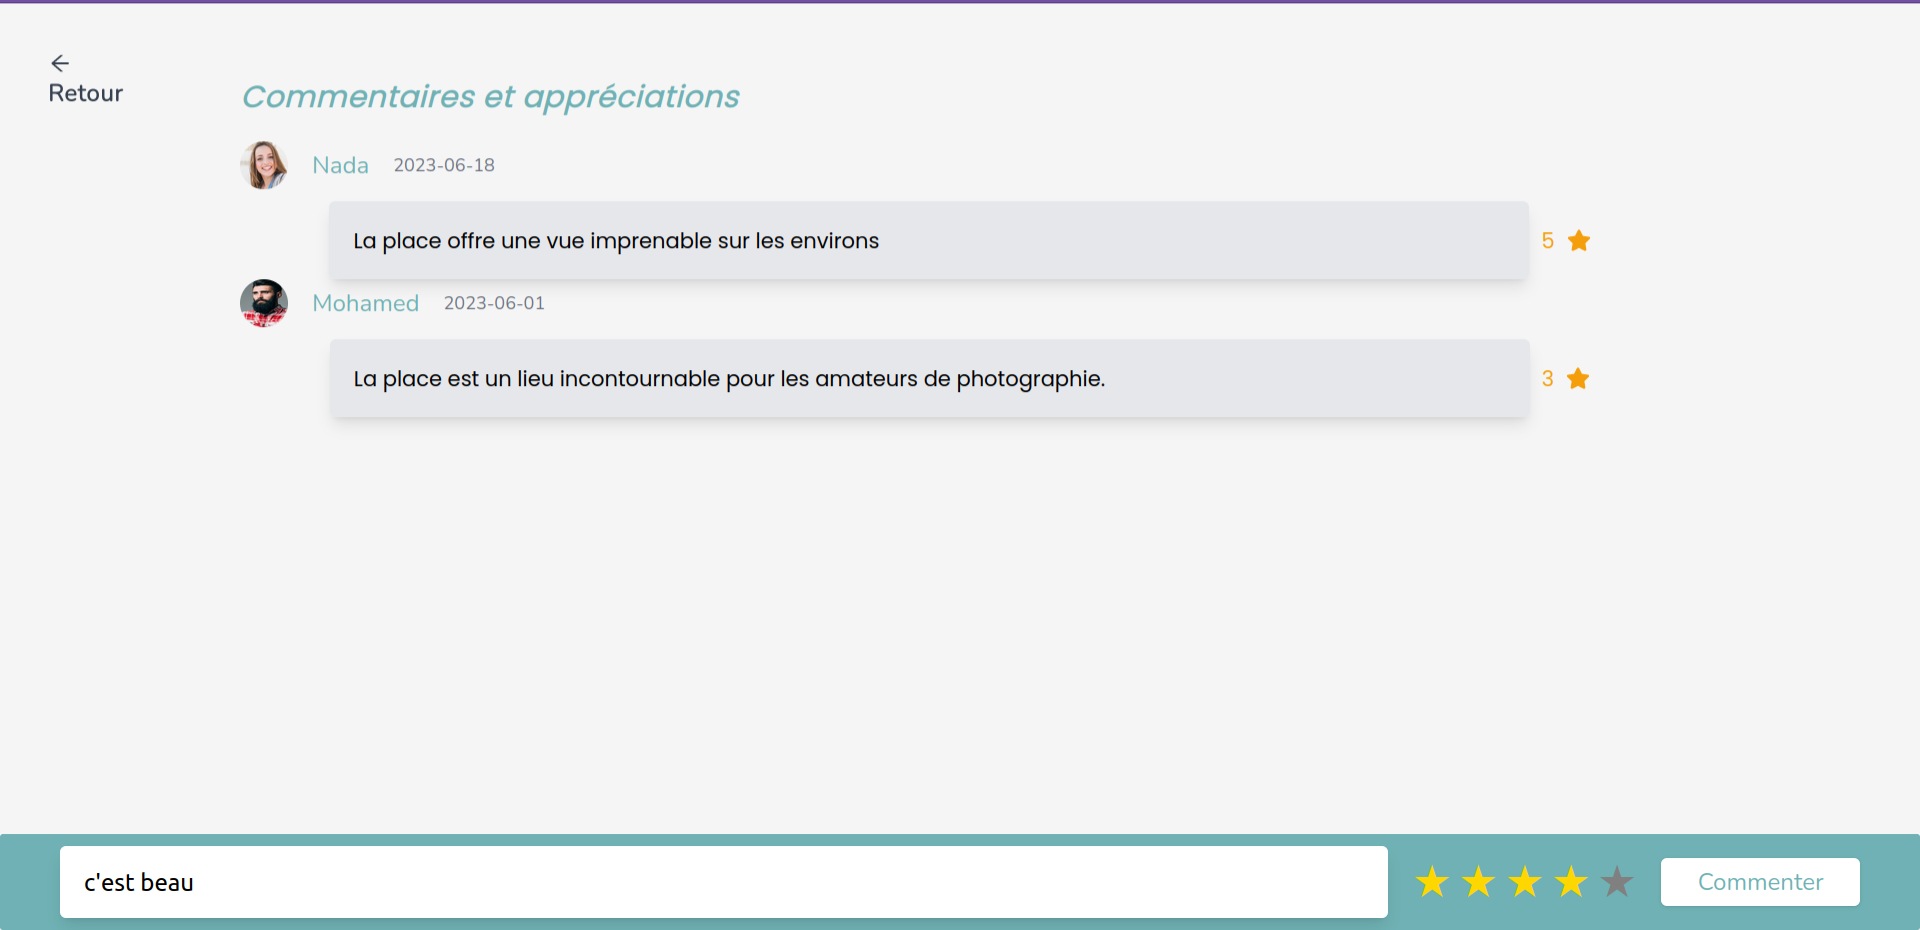 Retour
Commentaires et appréciations
Nada 2023-06-18
La place offre une vue imprenable sur les environs
5
Mohamed 2023-06-01
La place est un lieu incontournable pour les amateurs de photographie.
3
c'est beau
Commenter